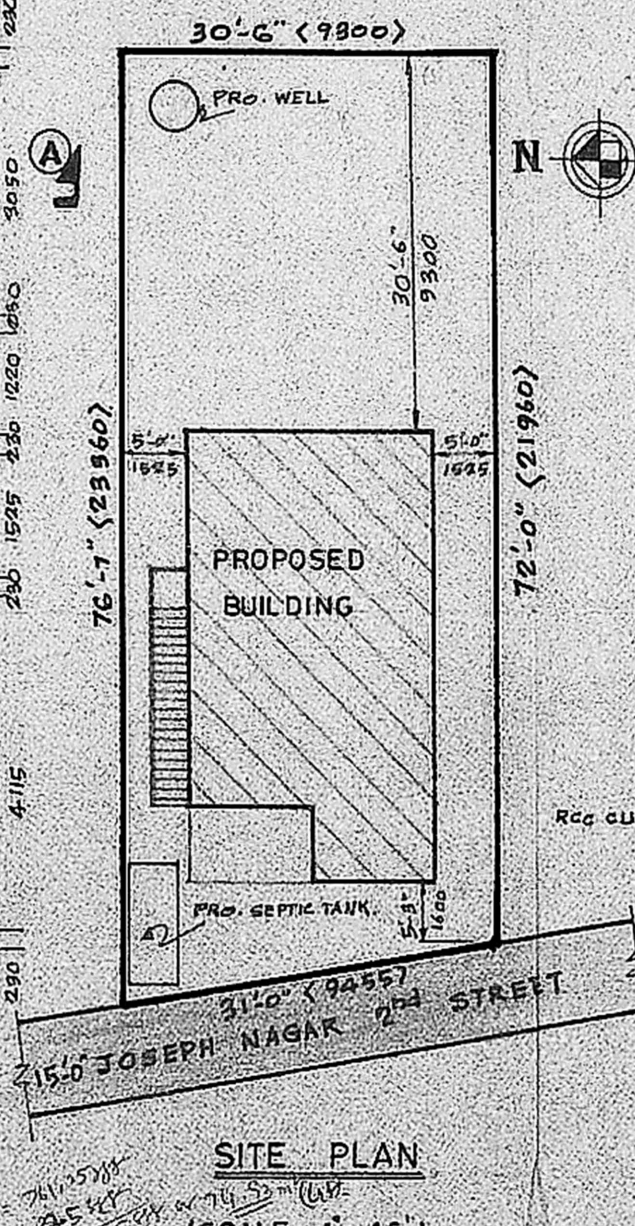 30'-6" (9300)
PRO. WELL
A
N
3050
30'-6"
9300
1220
230
1525
230
76'-7" (23360)
5'-0"
1525
5'-0"
1525
72'-0" (21960)
PROPOSED
BUILDING
4115
RCC
PRO. SEPTIC TANK.
1600
290
31'-0" (9455)
15'-0" JOSEPH NAGAR 2nd STREET
SITE PLAN